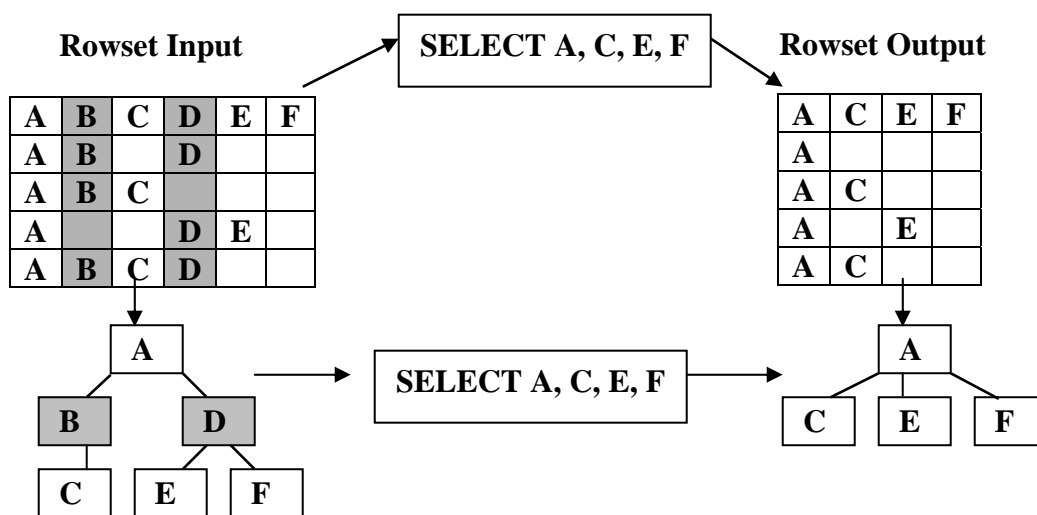 SELECT A, C, E, F
Rowset Input
Rowset Output
A B C D E F
A B D
A B C
A D E
A B C D
A C E F
A
A C
A E
A C
A
B D
C E F
SELECT A, C, E, F
A
C E F